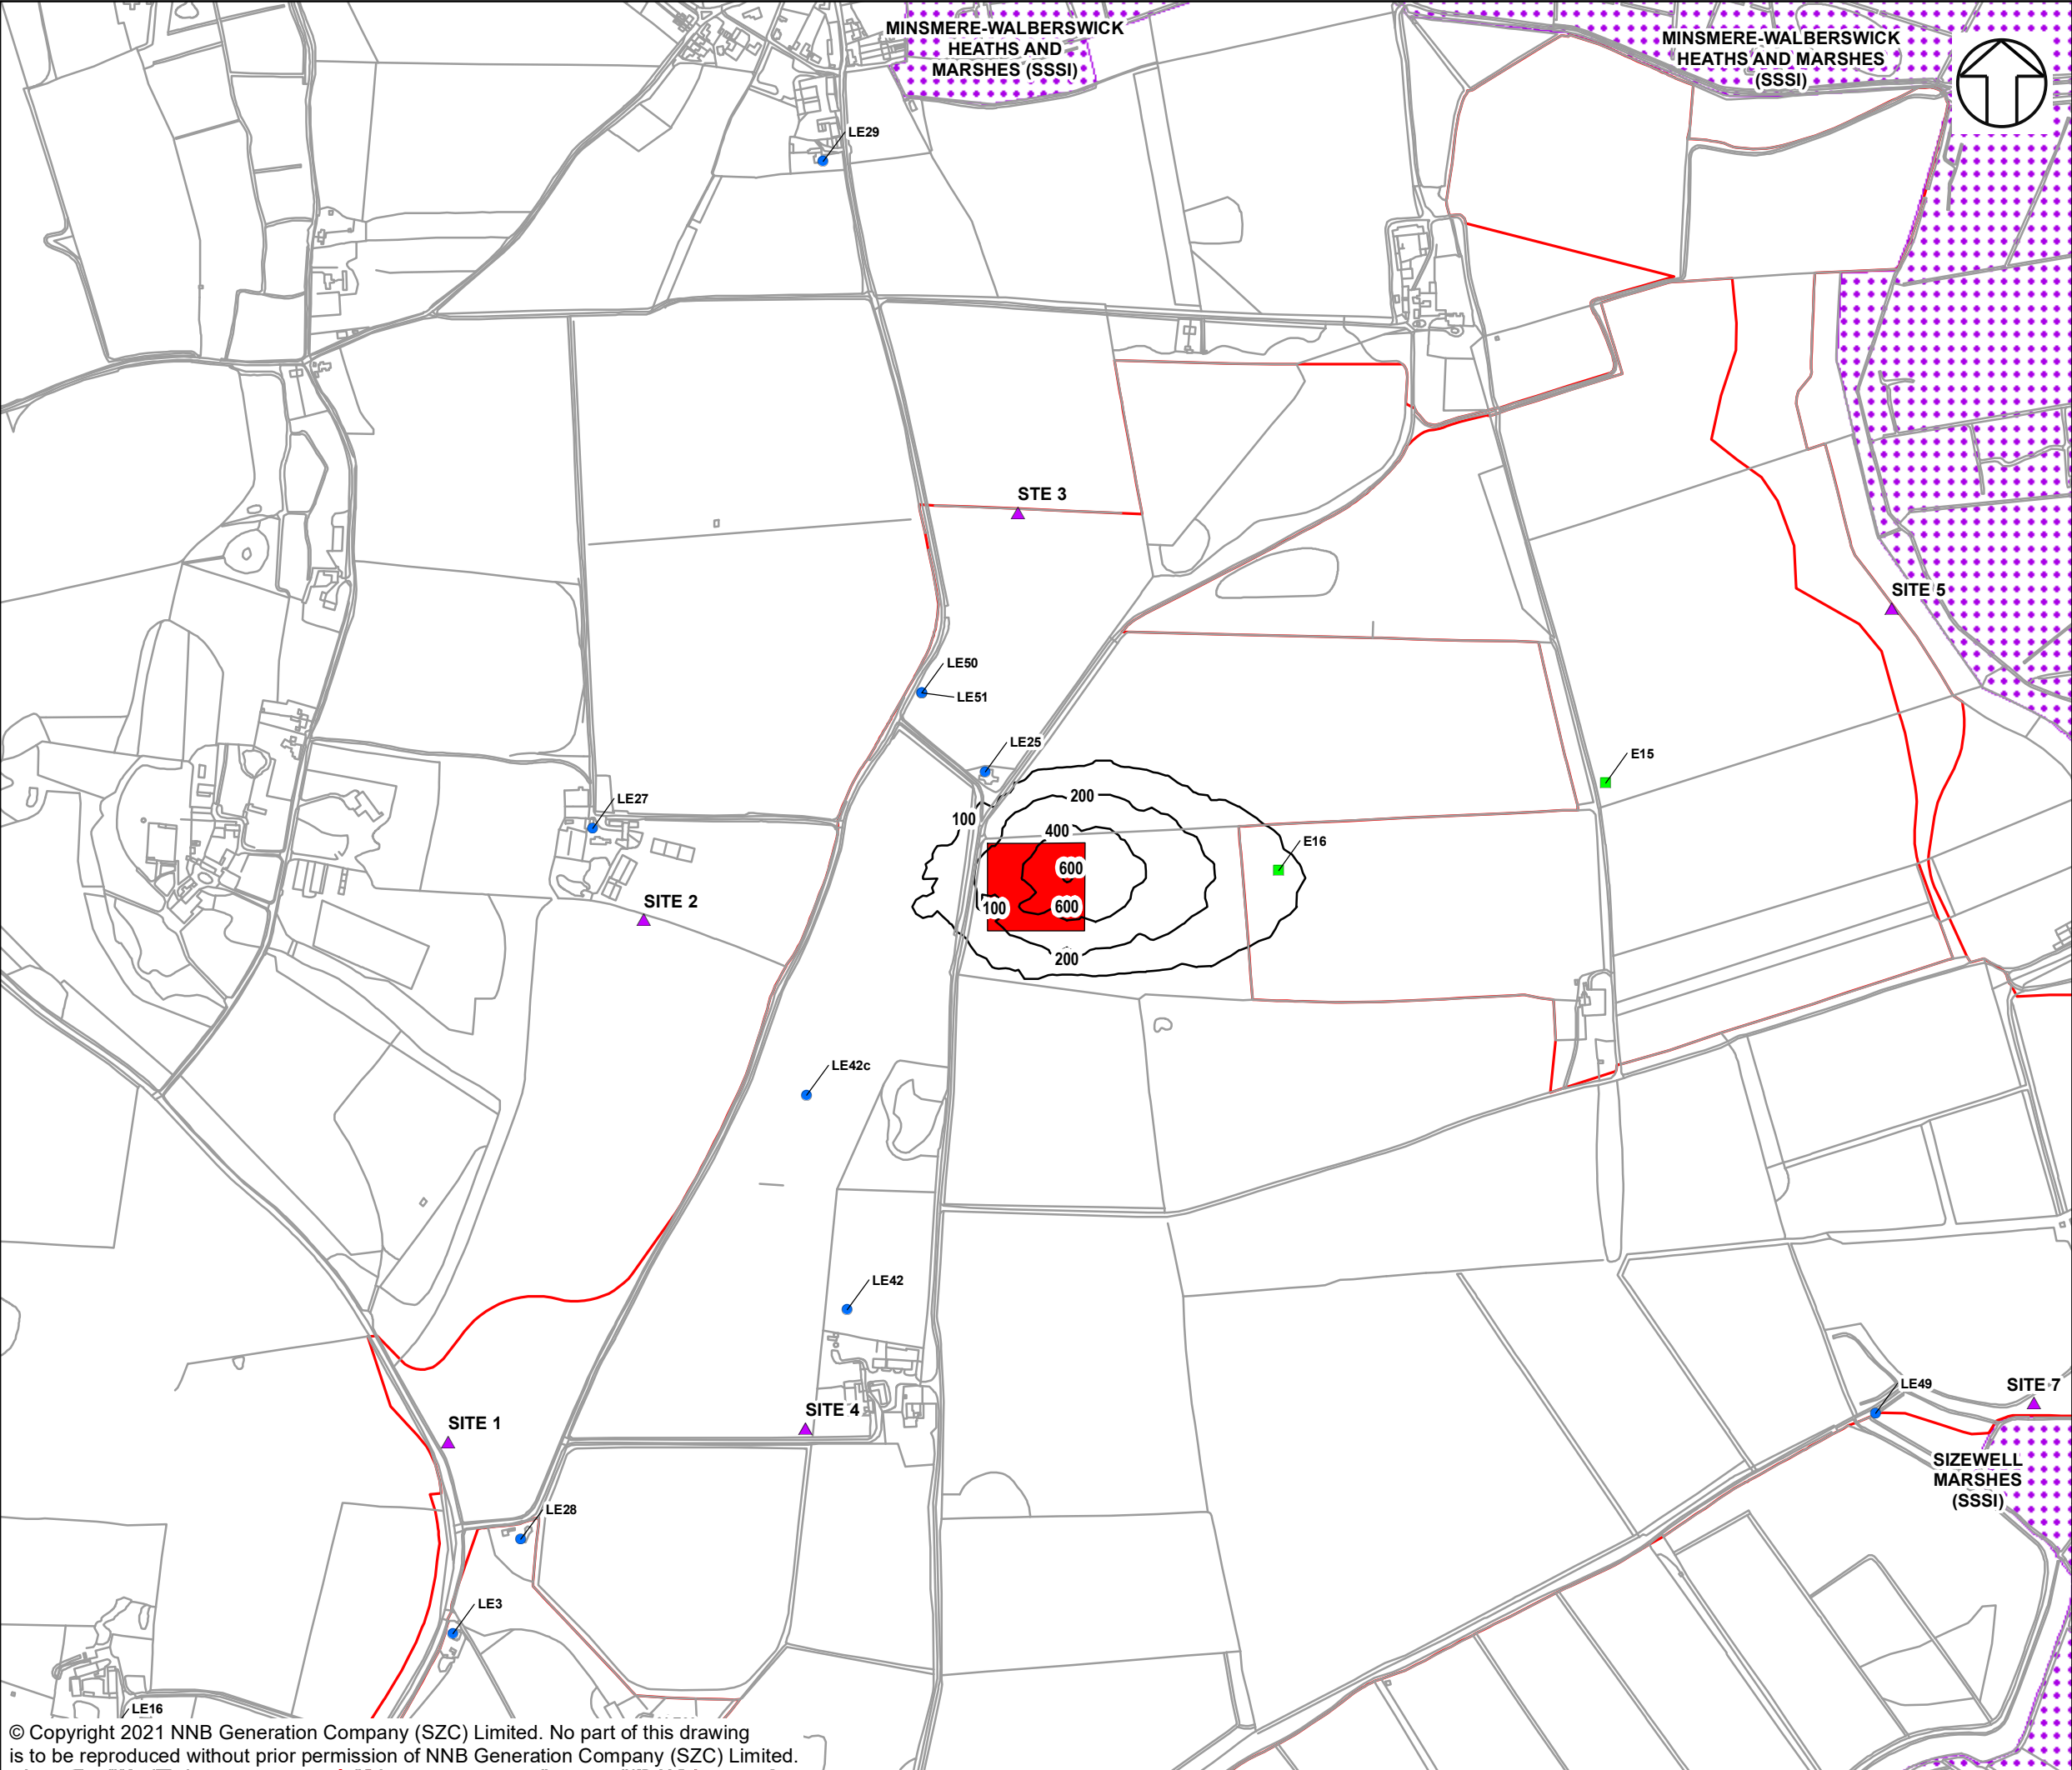 MINSMERE-WALBERSWICK
HEATHS AND
MARSHES (SSSI)
MINSMERE-WALBERSWICK
HEATHS AND MARSHES
(SSSI)
LE29
STE 3
SITE 5
LE50
LE51
LE25
E15
LE27
100
200
400
E16
600
100
600
SITE 2
200
LE42c
LE42
LE49
SITE 7
SITE 4
SITE 1
SIZEWELL
MARSHES
(SSSI)
LE28
LE3
LE16
© Copyright 2021 NNB Generation Company (SZC) Limited. No part of this drawing
is to be reproduced without prior permission of NNB Generation Company (SZC) Limited.